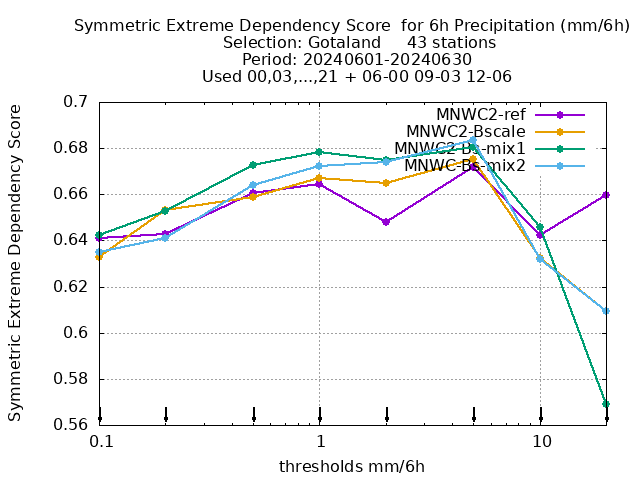 Symmetric Extreme Dependency Score  for 6h Precipitation (mm/6h)
Selection: Gotaland     43 stations
Period: 20240601-20240630
Used 00,03,...,21 + 06-00 09-03 12-06
Symmetric Extreme Dependency Score
0.7
0.68
0.66
0.64
0.62
0.6
0.58
0.56
MNWC2-ref
MNWC2-Bscale
MNWC2-Bs-mix1
MNWC-Bs-mix2
0.1
1
10
thresholds mm/6h